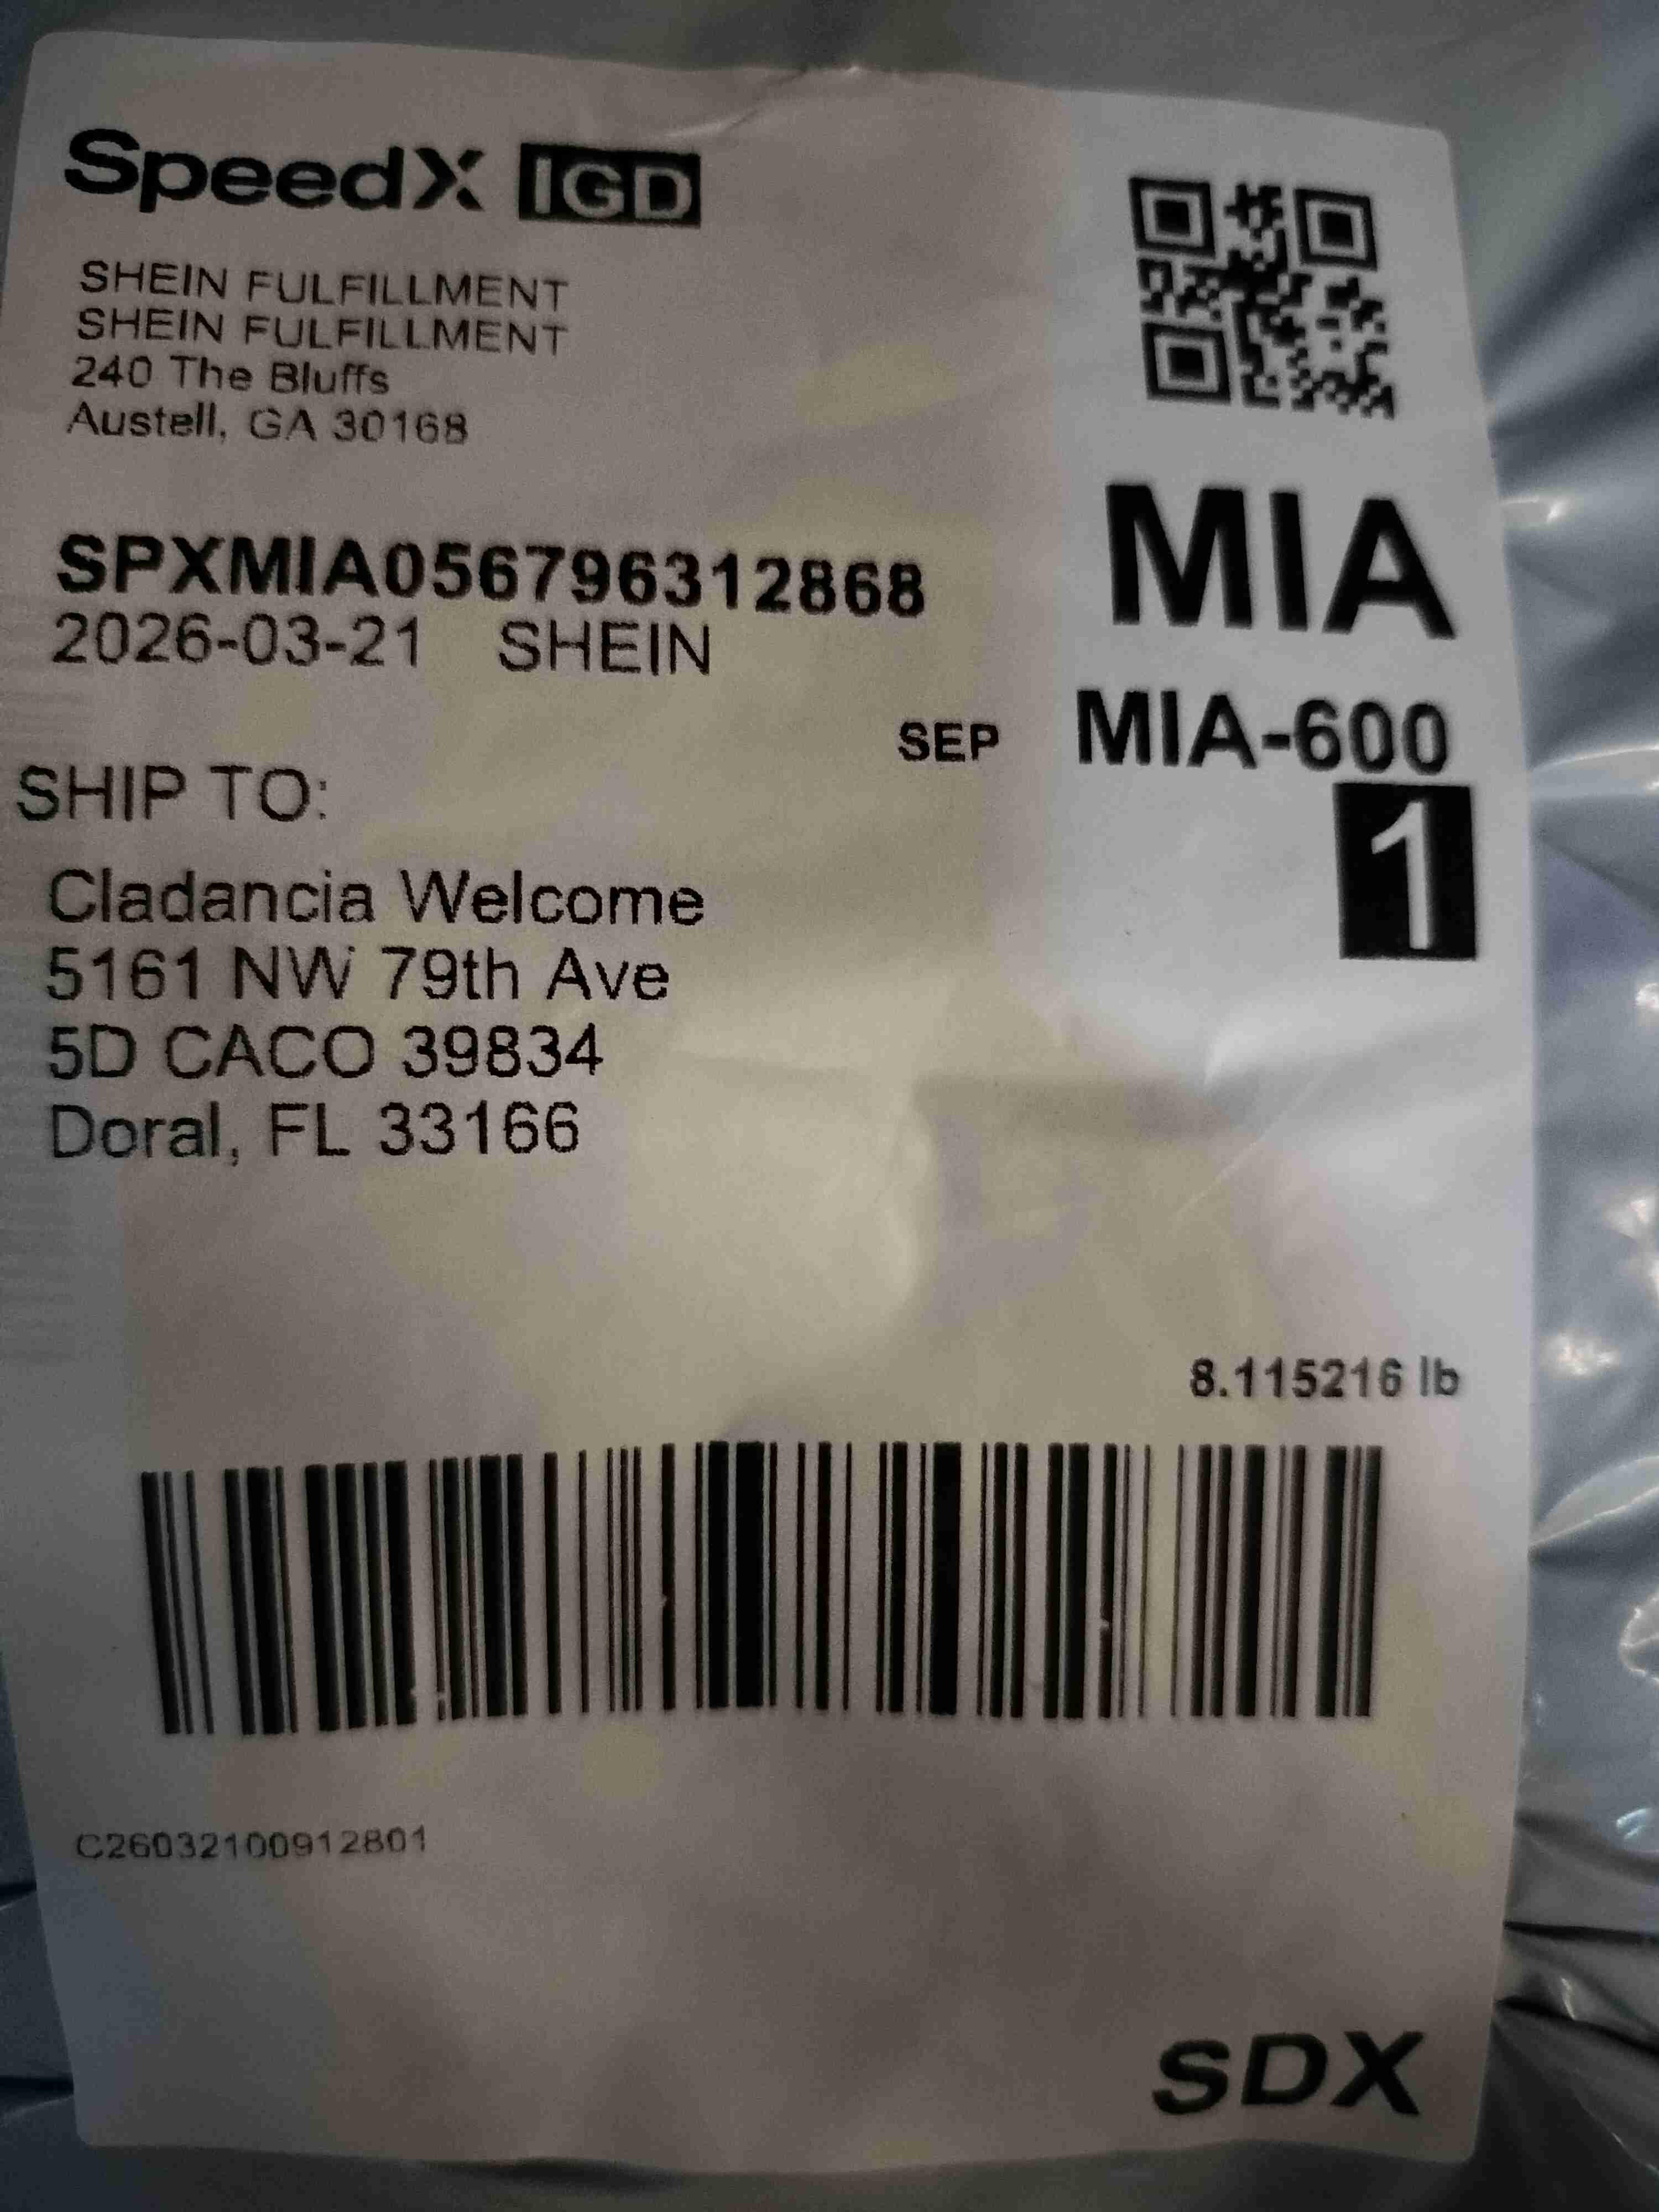 SpeedX IGD
SHEIN FULFILLMENT
SHEIN FULFILLMENT
240 The Bluffs
Austell, GA 30168
MIA
SPXMIA056796312868
2026-03-21 SHEIN
SEP MIA-600
1
SHIP TO:
Cladancia Welcome
5161 NW 79th Ave
5D CACO 39834
Doral, FL 33166
8.115216 lb
C26032100912801
SDX